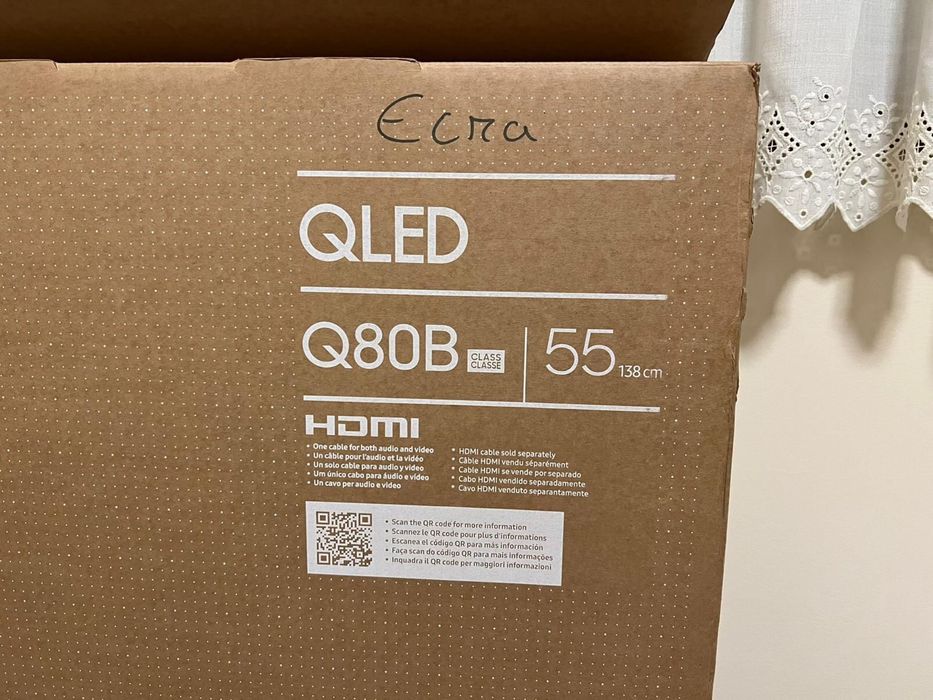 Ecra
QLED
Q80B CLASS CLASSE 55 138 cm
HDMI
• One cable for both audio and video
• Un câble pour l'audio et la vidéo
• Un solo cable para audio y video
• Um único cabo para áudio e vídeo
• Un cavo per audio e video
• HDMI cable sold separately
• Câble HDMI vendu séparément
• Cable HDMI se vende por separado
• Cabo HDMI vendido separadamente
• Cavo HDMI venduto separatamente
• Scan the QR code for more information
• Scannez le QR code pour plus d'informations
• Escanea el código QR para más información
• Faça scan do código QR para mais informações
• Inquadra il QR code per maggiori informazioni